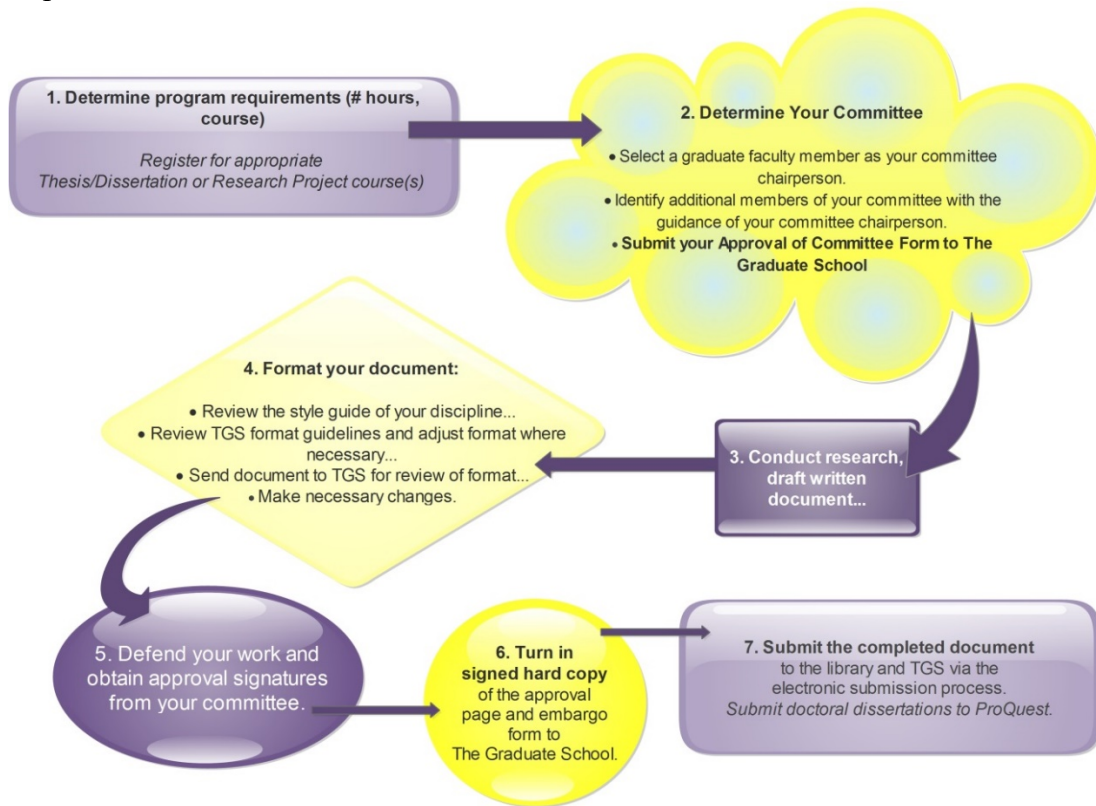 1. Determine program requirements (# hours,
course)
Register for appropriate
Thesis/Dissertation or Research Project course(s)
2. Determine Your Committee
• Select a graduate faculty member as your committee
chairperson.
• Identify additional members of your committee with the
guidance of your committee chairperson.
• Submit your Approval of Committee Form to The
Graduate School
3. Conduct research,
draft written
document...
4. Format your document:
• Review the style guide of your discipline...
• Review TGS format guidelines and adjust format where
necessary...
• Send document to TGS for review of format...
• Make necessary changes.
5. Defend your work and
obtain approval signatures
from your committee.
6. Turn in
signed hard copy
of the approval
page and embargo
form to
The Graduate School.
7. Submit the completed document
to the library and TGS via the
electronic submission process.
Submit doctoral dissertations to ProQuest.